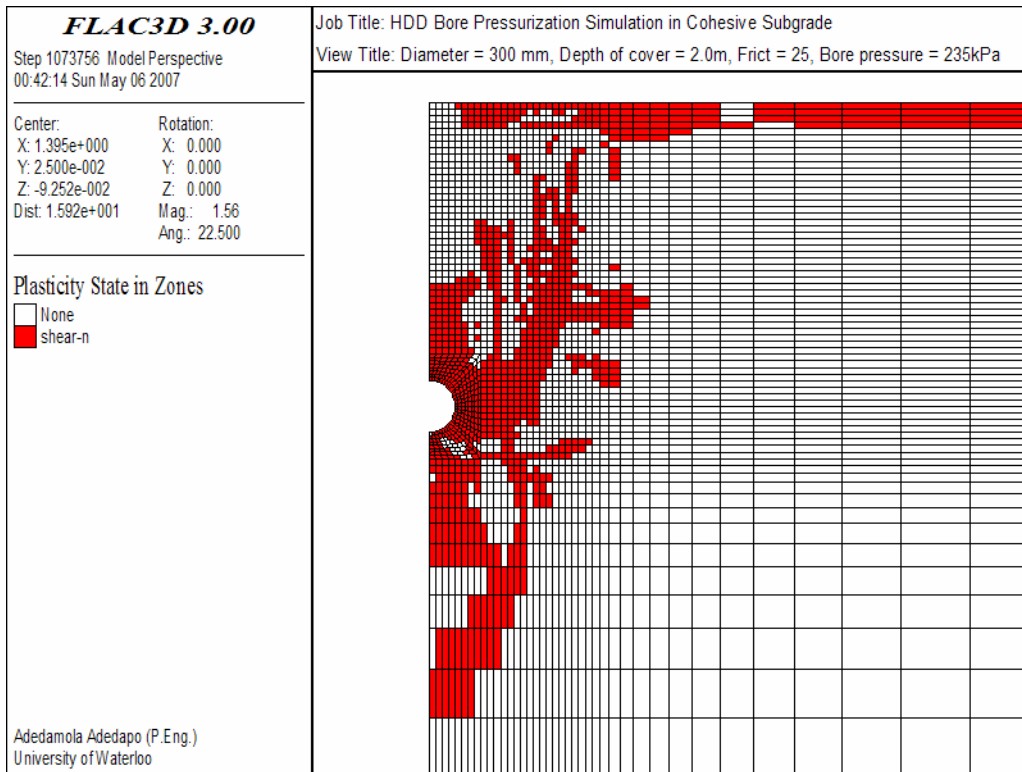 FLAC3D 3.00
Step 1073756 Model Perspective
00:42:14 Sun May 06 2007
Center:
X: 1.395e+000
Y: 2.500e-002
Z: -9.252e-002
Dist: 1.592e+001
Rotation:
X: 0.000
Y: 0.000
Z: 0.000
Mag.: 1.56
Ang.: 22.500
Plasticity State in Zones
None
shear-n
Adedamola Adedapo (P.Eng.)
University of Waterloo
Job Title: HDD Bore Pressurization Simulation in Cohesive Subgrade
View Title: Diameter = 300 mm, Depth of cover = 2.0m, Frict = 25, Bore pressure = 235kPa